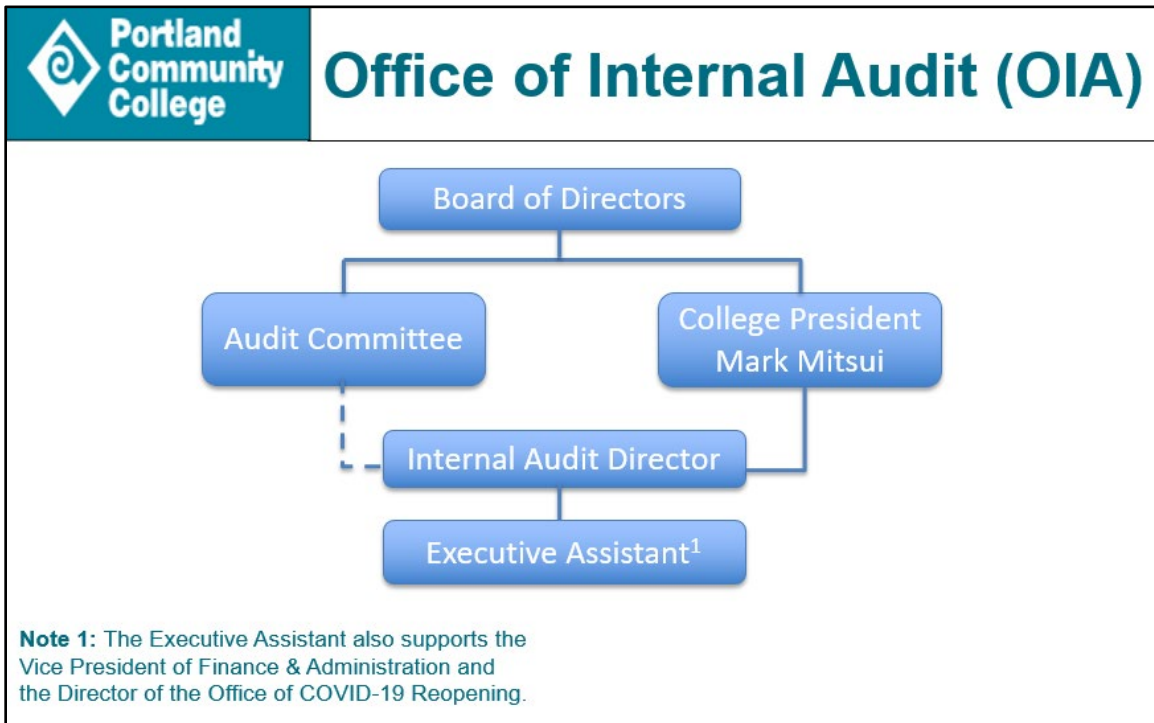 Portland
Community
College
Office of Internal Audit (OIA)
Board of Directors
Audit Committee
College President
Mark Mitsui
Internal Audit Director
Executive Assistant¹
Note 1: The Executive Assistant also supports the
Vice President of Finance & Administration and
the Director of the Office of COVID-19 Reopening.